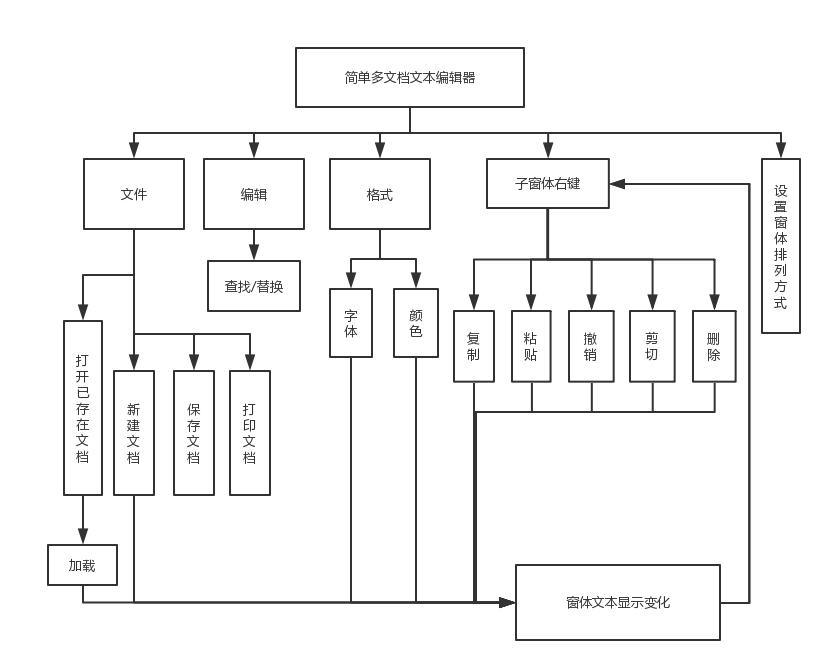 简单多文档文本编辑器
文件
编辑
格式
子窗体右键
设置窗体排列方式
查找/替换
字体
颜色
复制
粘贴
撤销
剪切
删除
打开已存在文档
新建文档
保存文档
打印文档
加载
窗体文本显示变化